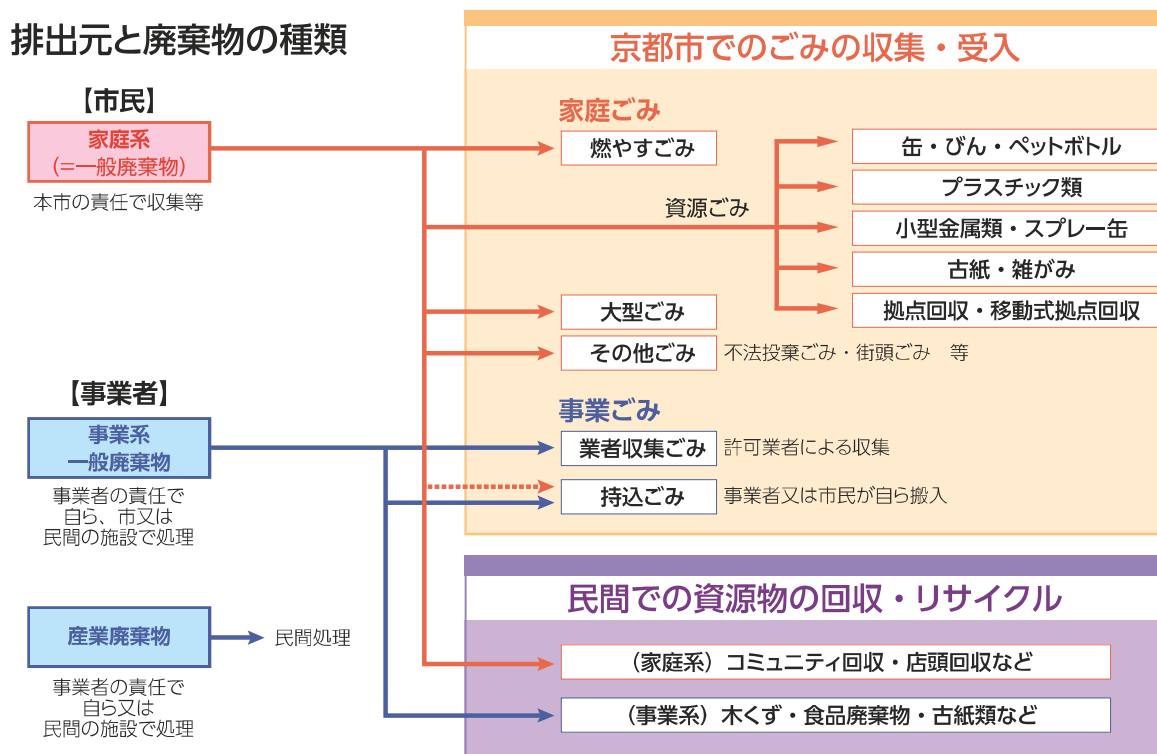 排出元と廃棄物の種類
【市民】
家庭系
(=一般廃棄物)
本市の責任で収集等
【事業者】
事業系
一般廃棄物
事業者の責任で
自ら、市又は
民間の施設で処理
産業廃棄物
民間処理
事業者の責任で
自ら又は
民間の施設で処理
京都市でのごみの収集・受入
家庭ごみ
燃やすごみ
資源ごみ
缶・びん・ペットボトル
プラスチック類
小型金属類・スプレー缶
古紙・雑がみ
拠点回収・移動式拠点回収
大型ごみ
その他ごみ
不法投棄ごみ・街頭ごみ　等
事業ごみ
業者収集ごみ
許可業者による収集
持込ごみ
事業者又は市民が自ら搬入
民間での資源物の回収・リサイクル
（家庭系）コミュニティ回収・店頭回収など
（事業系）木くず・食品廃棄物・古紙類など